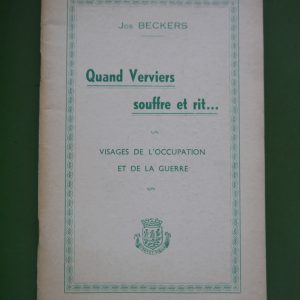 Jos BECKERS
Quand Verviers
souffre et rit...
VISAGES DE L'OCCUPATION
ET DE LA GUERRE